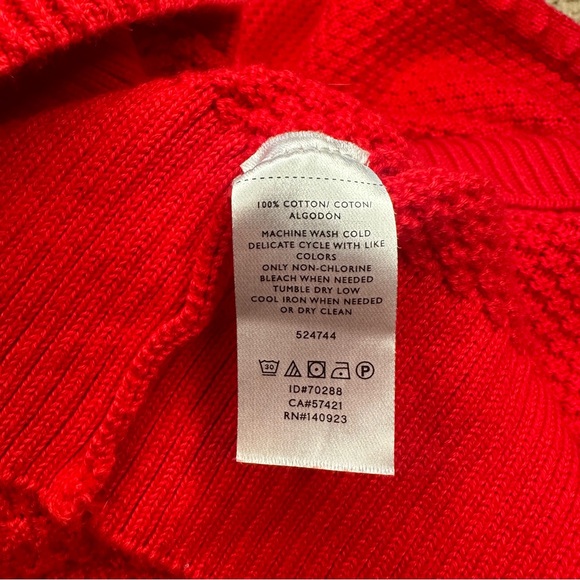 100% COTTON/ COTON/
ALGODÓN
MACHINE WASH COLD
DELICATE CYCLE WITH LIKE
COLORS
ONLY NON-CHLORINE
BLEACH WHEN NEEDED
TUMBLE DRY LOW
COOL IRON WHEN NEEDED
OR DRY CLEAN
524744
30 P
ID#70288
CA#57421
RN#140923